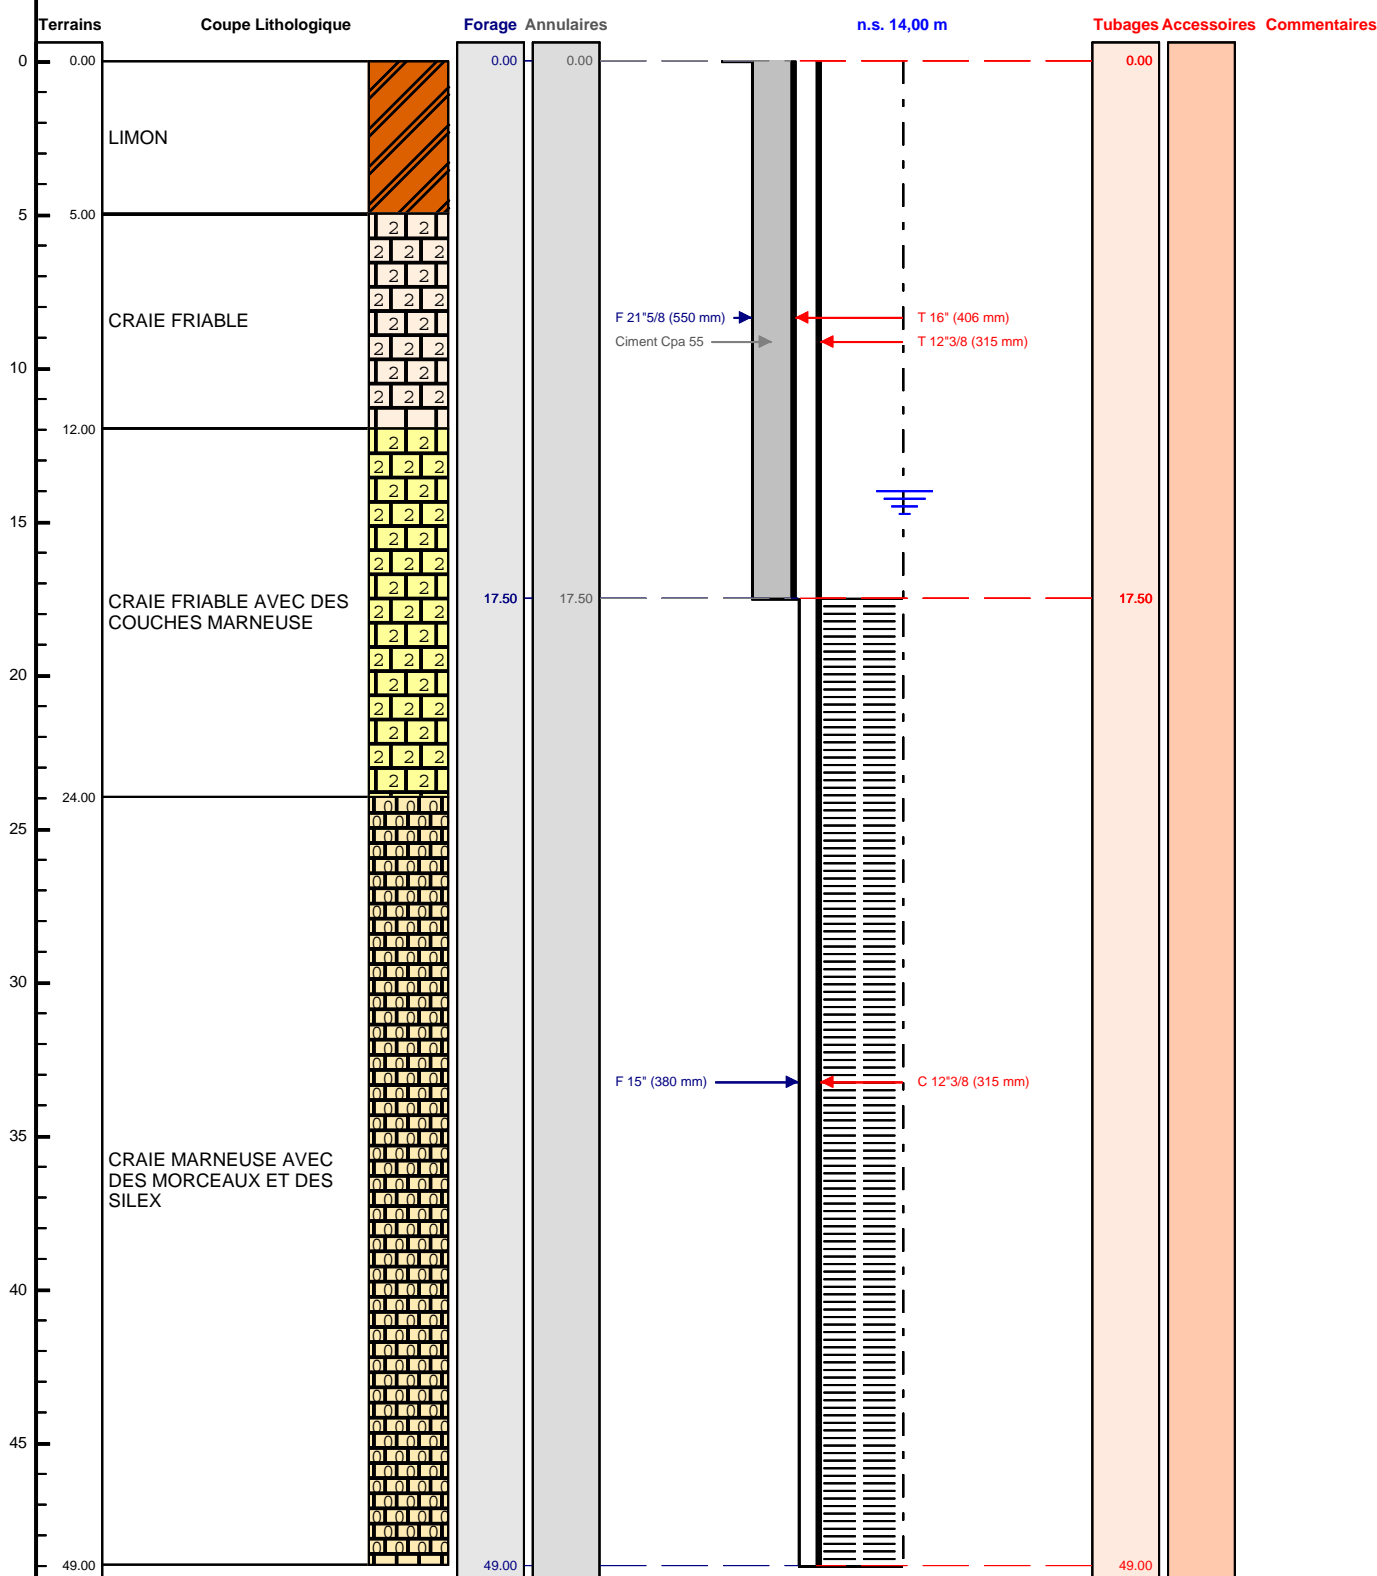 Terrains Coupe Lithologique Forage Annulaires n.s. 14,00 m Tubages Accessoires Commentaires
0 0.00 0.00 0.00 0.00
LIMON
5 5.00
CRAIE FRIABLE
F 21"5/8 (550 mm) T 16" (406 mm)
Ciment Cpa 55 T 12"3/8 (315 mm)
10
12.00
15
CRAIE FRIABLE AVEC DES
COUCHES MARNEUSE
17.50 17.50 17.50
20
24.00
25
30
F 15" (380 mm) C 12"3/8 (315 mm)
35
CRAIE MARNEUSE AVEC
DES MORCEAUX ET DES
SILEX
40
45
49.00 49.00 49.00